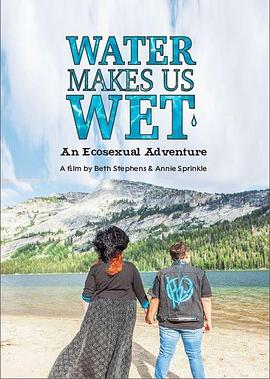 WATER
MAKES US
WET
An Ecosexual Adventure
A film by Beth Stephens & Annie Sprinkle